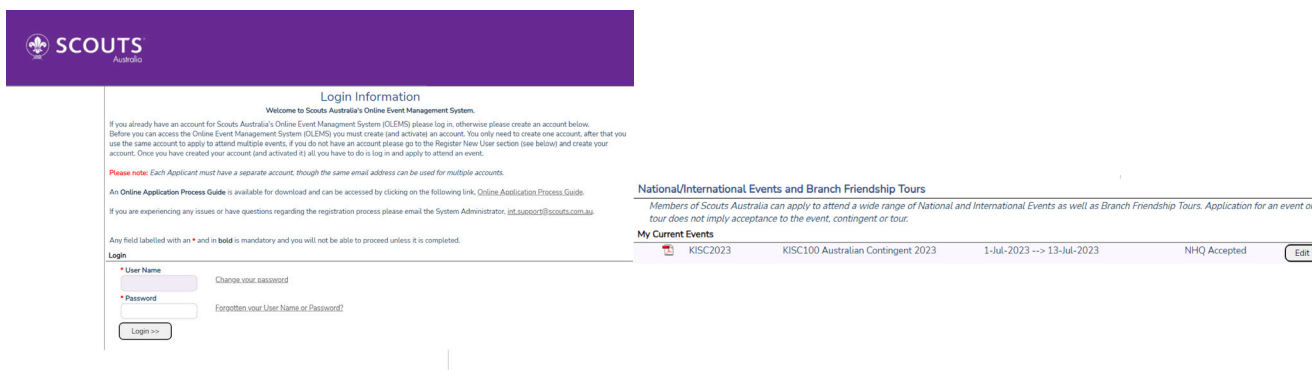 SCOUTS
Australia
Login Information
Welcome to Scouts Australia's Online Event Management System.
If you already have an account for Scouts Australia's Online Event Managment System (OLEMS) please log in, otherwise please create an account below.
Before you can access the Online Event Management System (OLEMS) you must create (and activate) an account. You only need to create one account, after that you
use the same account to apply to attend multiple events, if you do not have an account please go to the Register New User section (see below) and create your
account. Once you have created your account (and activated it) all you have to do is log in and apply to attend an event.
Please note: Each Applicant must have a separate account, though the same email address can be used for multiple accounts.
An Online Application Process Guide is available for download and can be accessed by clicking on the following link, Online Application Process Guide.
If you are experiencing any issues or have questions regarding the registration process please email the System Administrator, int.support@scouts.com.au.
Any field labelled with an * and in bold is mandatory and you will not be able to proceed unless it is completed.
Login
* User Name
Change your password
* Password
Forgotten your User Name or Password?
Login >>
National/International Events and Branch Friendship Tours
Members of Scouts Australia can apply to attend a wide range of National and International Events as well as Branch Friendship Tours. Application for an event or
tour does not imply acceptance to the event, contingent or tour.
My Current Events
KISC2023 KISC100 Australian Contingent 2023 1-Jul-2023 --> 13-Jul-2023 NHQ Accepted Edit